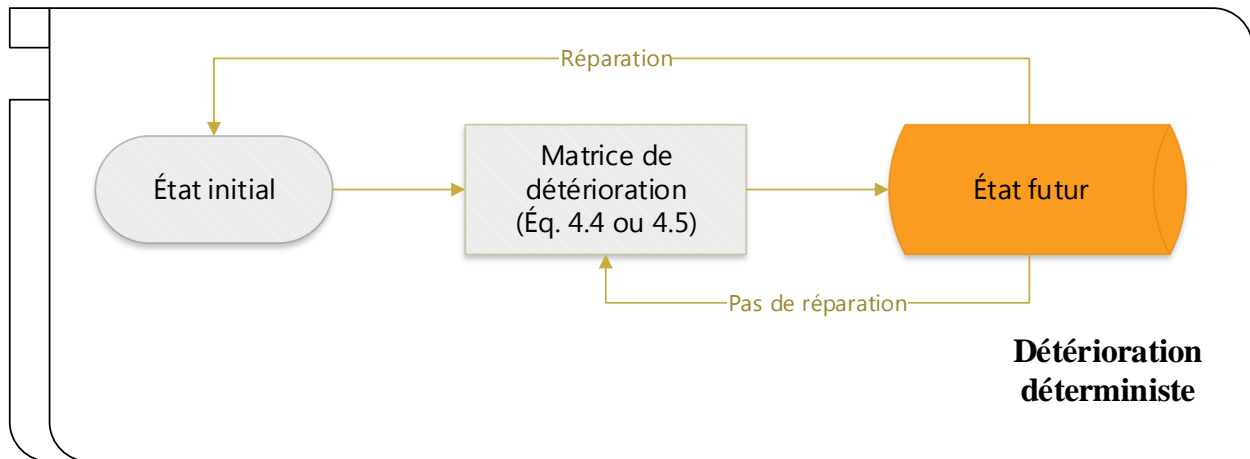 Réparation
État initial
Matrice de
détérioration
(Éq. 4.4 ou 4.5)
État futur
Pas de réparation
Détérioration
déterministe